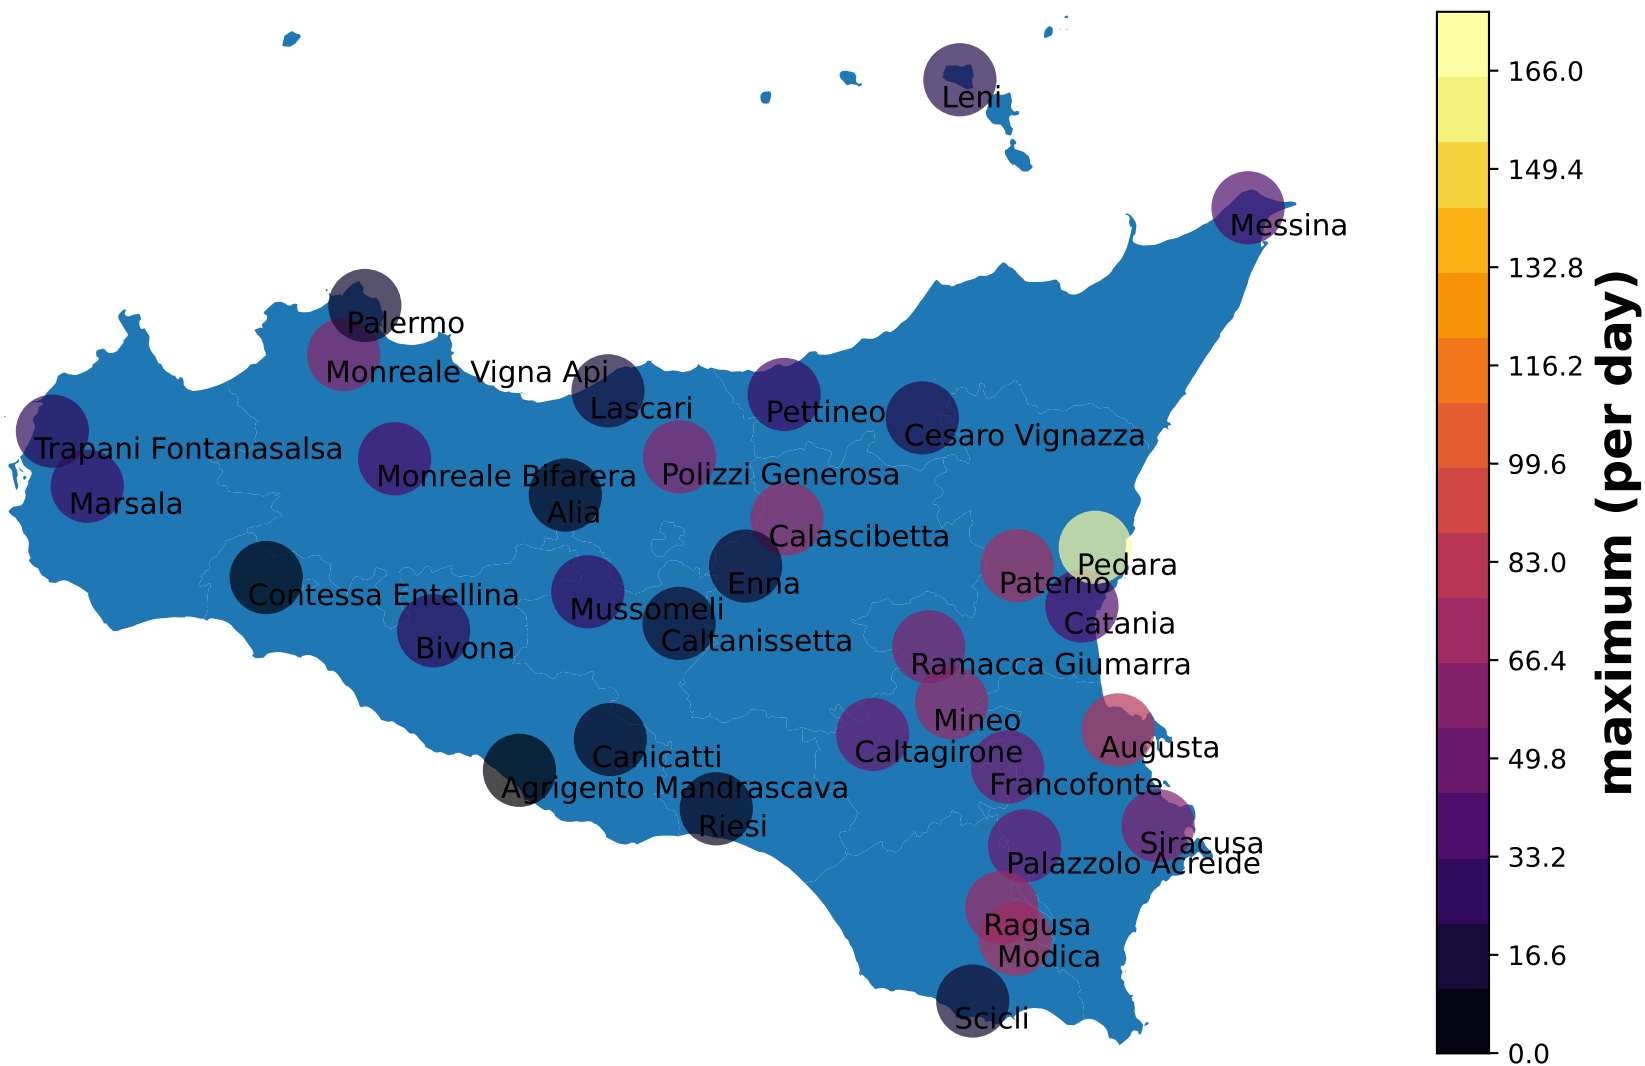 Leni
Messina
Palermo
Monreale Vigna Api
Lascari
Pettineo
Cesaro Vignazza
Trapani Fontanasalsa
Monreale Bifarera
Polizzi Generosa
Marsala
Alia
Calascibetta
Pedara
Enna
Paterno
Contessa Entellina
Mussomeli
Catania
Bivona
Caltanissetta
Ramacca Giumarra
Mineo
Augusta
Canicatti
Caltagirone
Agrigento Mandrascava
Francofonte
Riesi
Siracusa
Palazzolo Acreide
Ragusa
Modica
Scicli
166.0
149.4
132.8
116.2
99.6
83.0
66.4
49.8
33.2
16.6
0.0
maximum (per day)